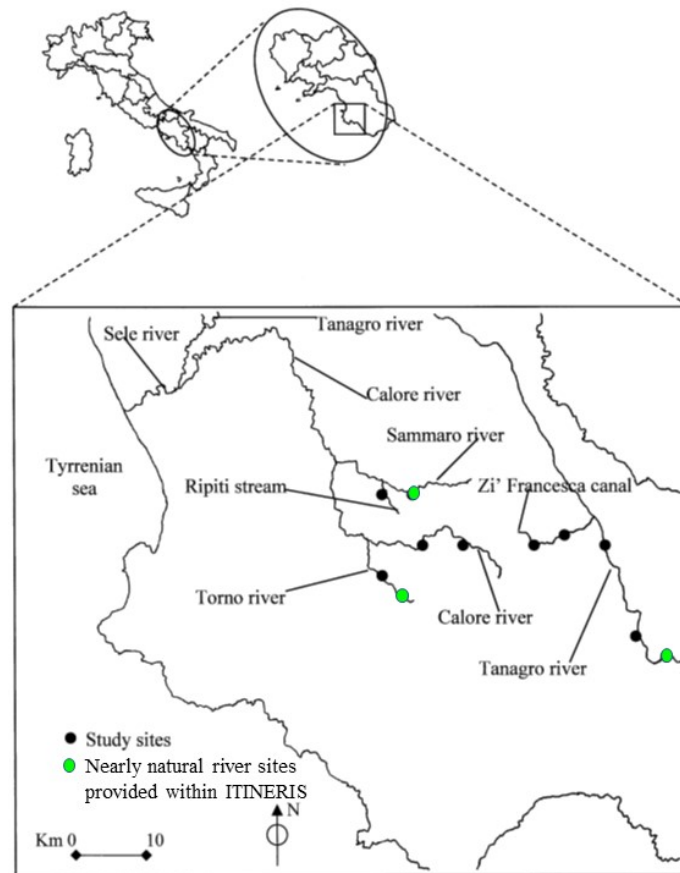 Tanagro river
Sele river
Calore river
Sammaro river
Tyrrenian
sea
Ripiti stream
Zi' Francesca canal
Torno river
Calore river
Tanagro river
Study sites
Nearly natural river sites
provided within ITINERIS
N
Km 0 10